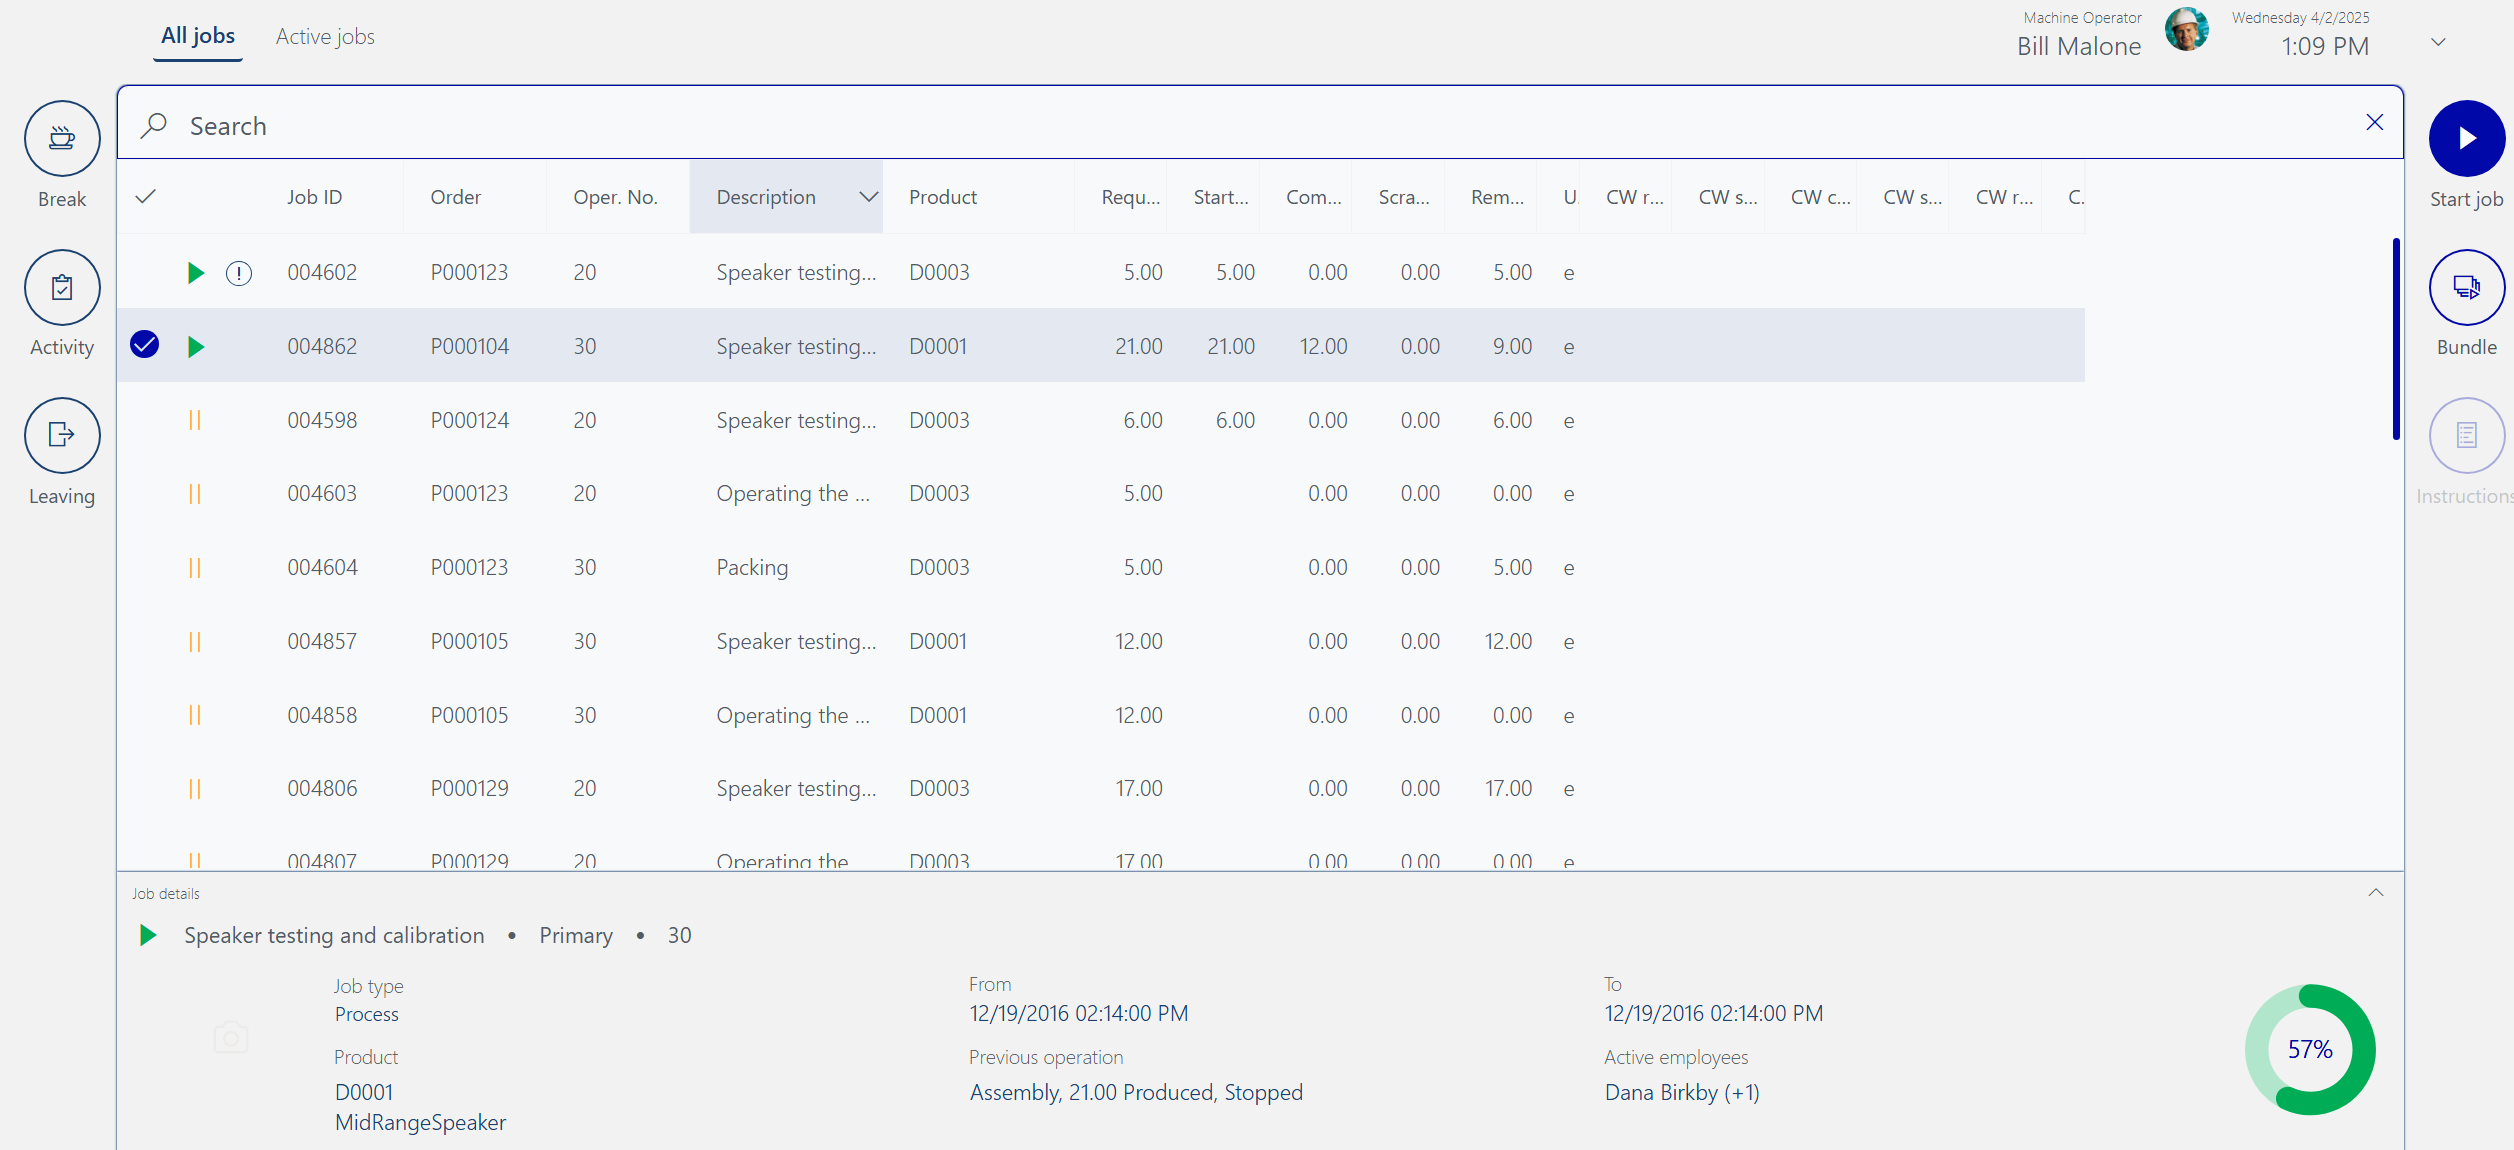 All jobs Active jobs
Machine Operator
Bill Malone
Wednesday 4/2/2025
1:09 PM
Break
Activity
Leaving
Search
Job ID Order Oper. No. Description Product Requ... Start... Com... Scra... Rem... U. CW r... CW s... CW c... CW s... CW r... C.
004602 P000123 20 Speaker testing... D0003 5.00 5.00 0.00 0.00 5.00 e
004862 P000104 30 Speaker testing... D0001 21.00 21.00 12.00 0.00 9.00 e
004598 P000124 20 Speaker testing... D0003 6.00 6.00 0.00 0.00 6.00 e
004603 P000123 20 Operating the ... D0003 5.00 0.00 0.00 0.00 e
004604 P000123 30 Packing D0003 5.00 0.00 0.00 5.00 e
004857 P000105 30 Speaker testing... D0001 12.00 0.00 0.00 12.00 e
004858 P000105 30 Operating the ... D0001 12.00 0.00 0.00 0.00 e
004806 P000129 20 Speaker testing... D0003 17.00 0.00 0.00 17.00 e
004807 P000129 20 Operating the D0003 17.00 0.00 0.00 0.00 e
Start job
Bundle
Instructions
Job details
Speaker testing and calibration • Primary • 30
Job type
Process
Product
D0001
MidRangeSpeaker
From
12/19/2016 02:14:00 PM
Previous operation
Assembly, 21.00 Produced, Stopped
To
12/19/2016 02:14:00 PM
Active employees
Dana Birkby (+1)
57%